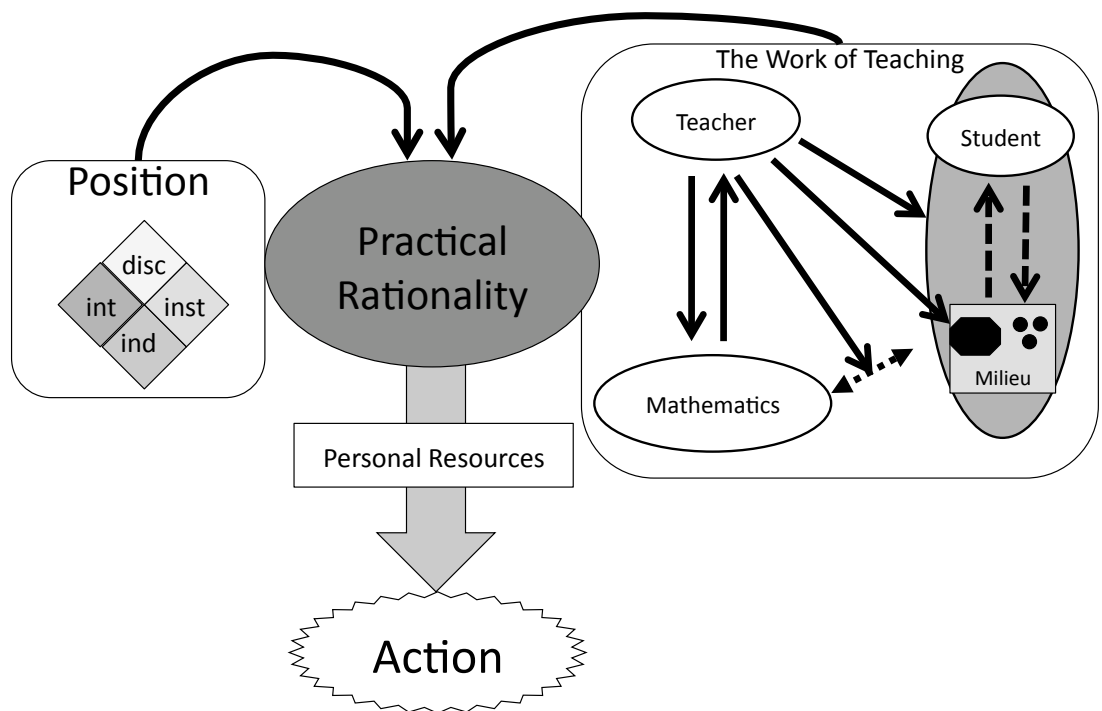 The Work of Teaching
Teacher
Student
Position
disc
int
inst
ind
Practical
Rationality
Milieu
Mathematics
Personal Resources
Action